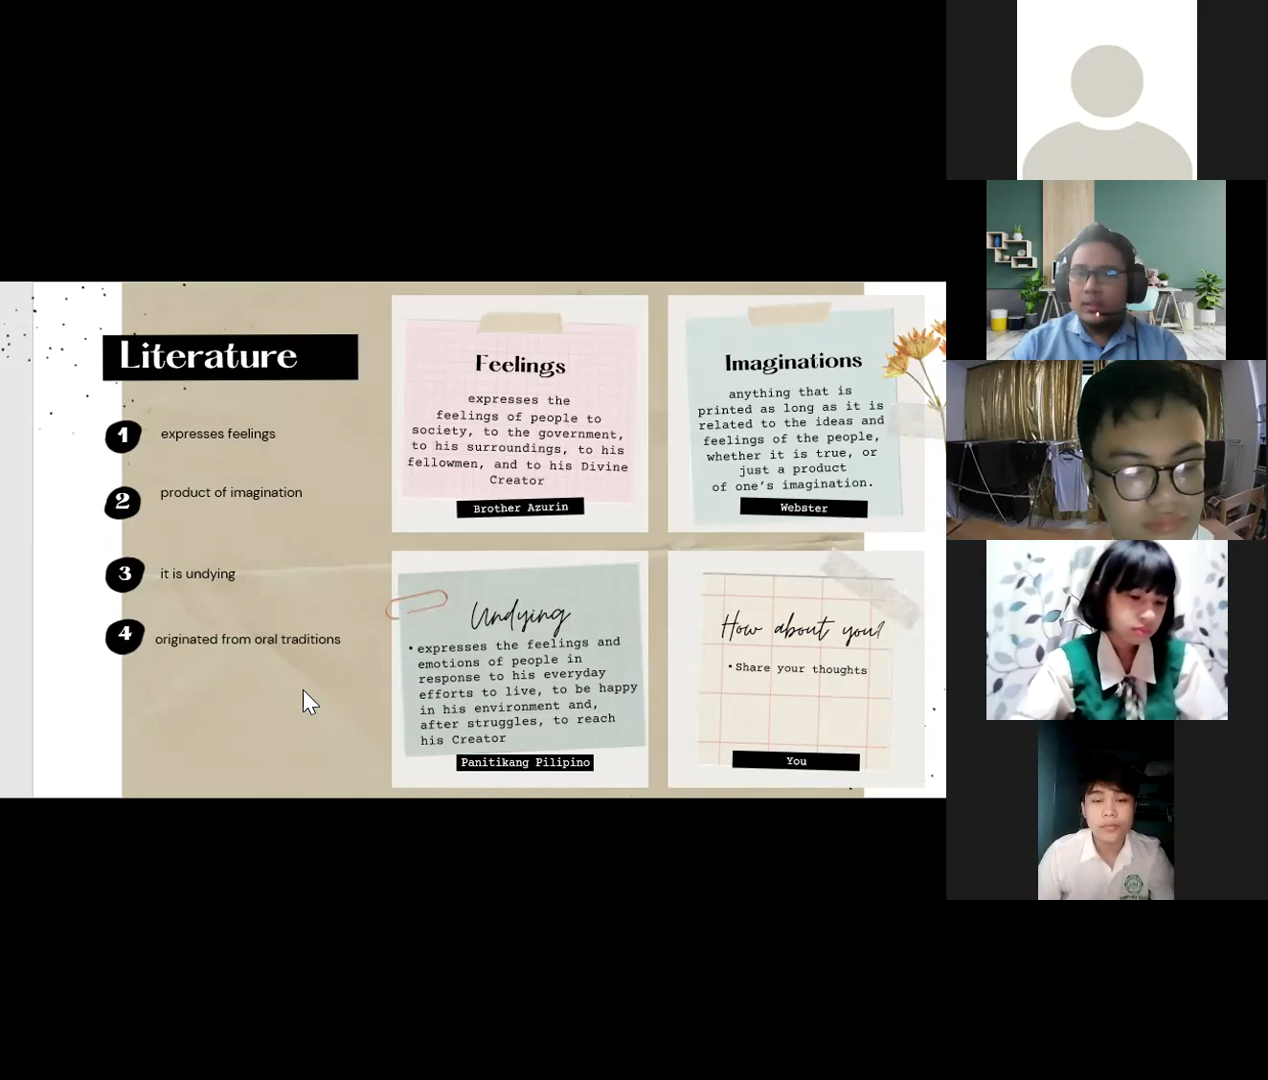 Literature
1 expresses feelings
2 product of imagination
3 it is undying
4 originated from oral traditions
Feelings
expresses the
feelings of people to
society, to the government,
to his surroundings, to his
fellowmen, and to his Divine
Creator
Brother Azurin
Imaginations
anything that is
printed as long as it is
related to the ideas and
feelings of the people,
whether it is true, or
just a product
of one's imagination.
Webster
Undying
• expresses the feelings and
emotions of people in
response to his everyday
efforts to live, to be happy
in his environment and,
after struggles, to reach
his Creator
Panitikang Pilipino
How about you?
• Share your thoughts
You